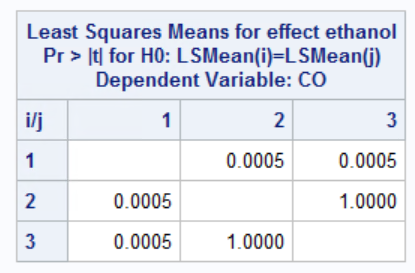 Least Squares Means for effect ethanol
Pr > |t| for H0: LSMean(i)=LSMean(j)
Dependent Variable: CO
i/j 1 2 3
1 0.0005 0.0005
2 0.0005 1.0000
3 0.0005 1.0000